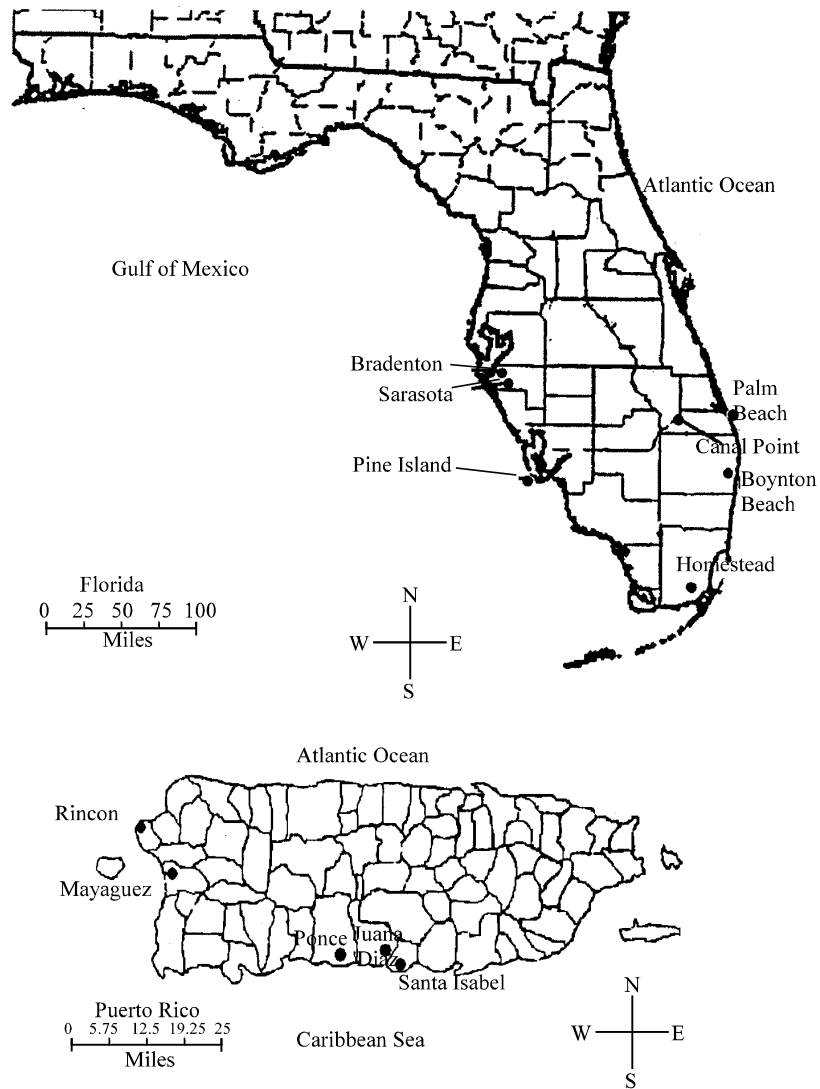 Atlantic Ocean
Gulf of Mexico
Bradenton
Sarasota
Palm
Beach
Canal Point
Pine Island
Boynton
Beach
Homestead
Florida
0 25 50 75 100
Miles
N
W E
S
Atlantic Ocean
Rincon
Mayaguez
Ponce
Juana
Diaz
Santa Isabel
Puerto Rico
0 5.75 12.5 19.25 25
Miles
Caribbean Sea
N
W E
S